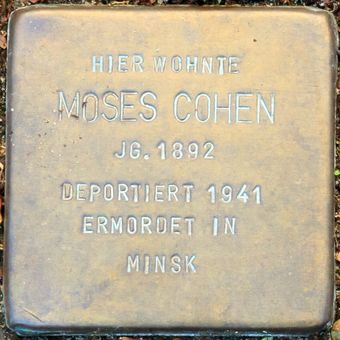 HIER WOHNTE
MOSES COHEN
JG. 1892
DEPORTIERT 1941
ERMORDET IN
MINSK